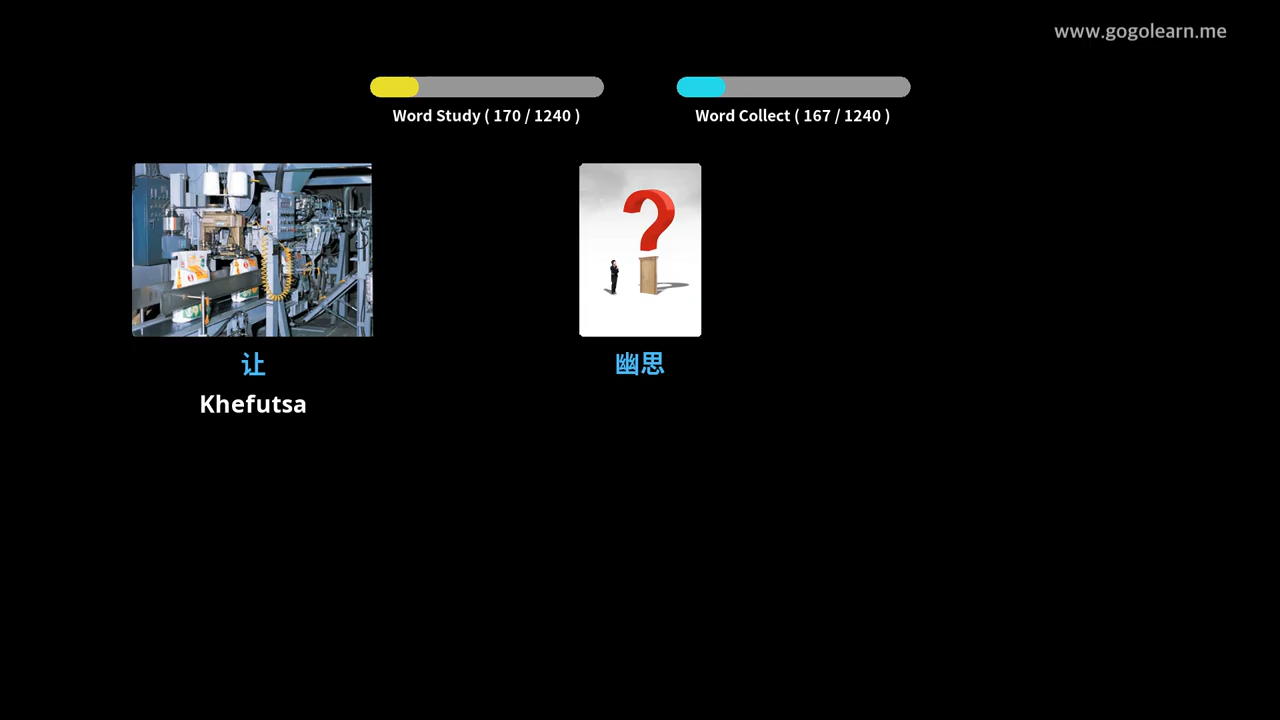 www.gogolearn.me
Word Study ( 170 / 1240 )
Word Collect ( 167 / 1240 )
让
幽思
Khefutsa